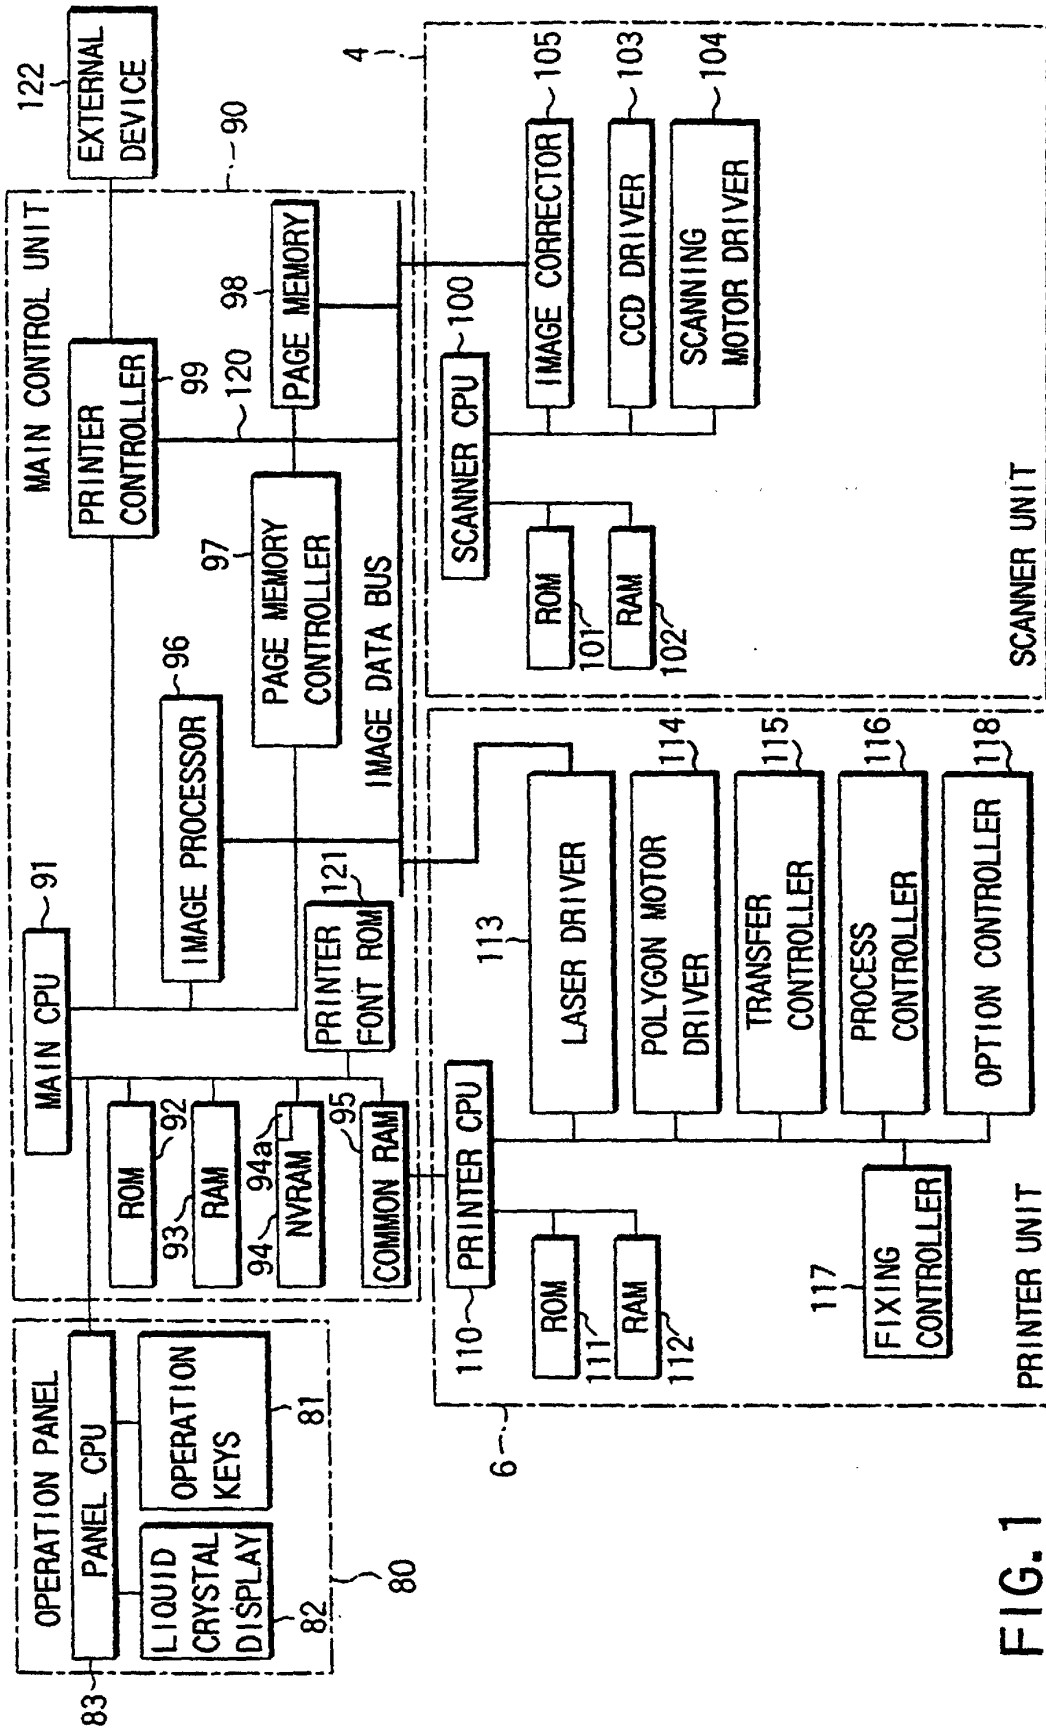 OPERATION PANEL
PANEL CPU
83
LIQUID
CRYSTAL
DISPLAY
82
OPERATION
KEYS
81
80
MAIN CONTROL UNIT
90
MAIN CPU
91
ROM
92
RAM
93
NVRAM
94
94a
COMMON RAM
95
PRINTER
FONT ROM
121
IMAGE PROCESSOR
96
PAGE MEMORY
CONTROLLER
97
PAGE MEMORY
98
PRINTER
CONTROLLER
99
120
IMAGE DATA BUS
EXTERNAL
DEVICE
122
6
PRINTER CPU
110
ROM
111
RAM
112
LASER DRIVER
113
POLYGON MOTOR
DRIVER
114
TRANSFER
CONTROLLER
115
PROCESS
CONTROLLER
116
FIXING
CONTROLLER
117
OPTION CONTROLLER
118
PRINTER UNIT
4
SCANNER CPU
100
ROM
101
RAM
102
IMAGE CORRECTOR
105
CCD DRIVER
103
SCANNING
MOTOR DRIVER
104
SCANNER UNIT
FIG. 1